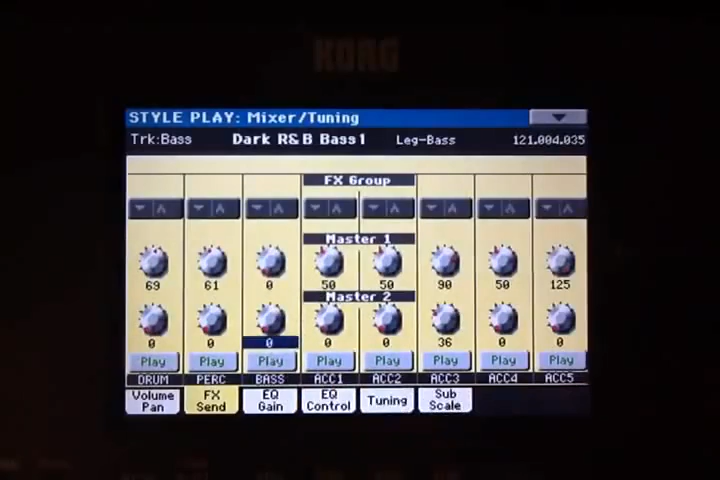 KORG
STYLE PLAY: Mixer/Tuning
Trk:Bass Dark R&B Bass1 Leg-Bass 121.004.035
FX Group
A A A A A A A A
Master 1
69 61 0 50 50 90 50 125
Master 2
0 0 0 0 0 36 0 0
Play Play Play Play Play Play Play Play
DRUM PERC BASS ACC1 ACC2 ACC3 ACC4 ACC5
Volume Pan FX Send EQ Gain EQ Control Tuning Sub Scale